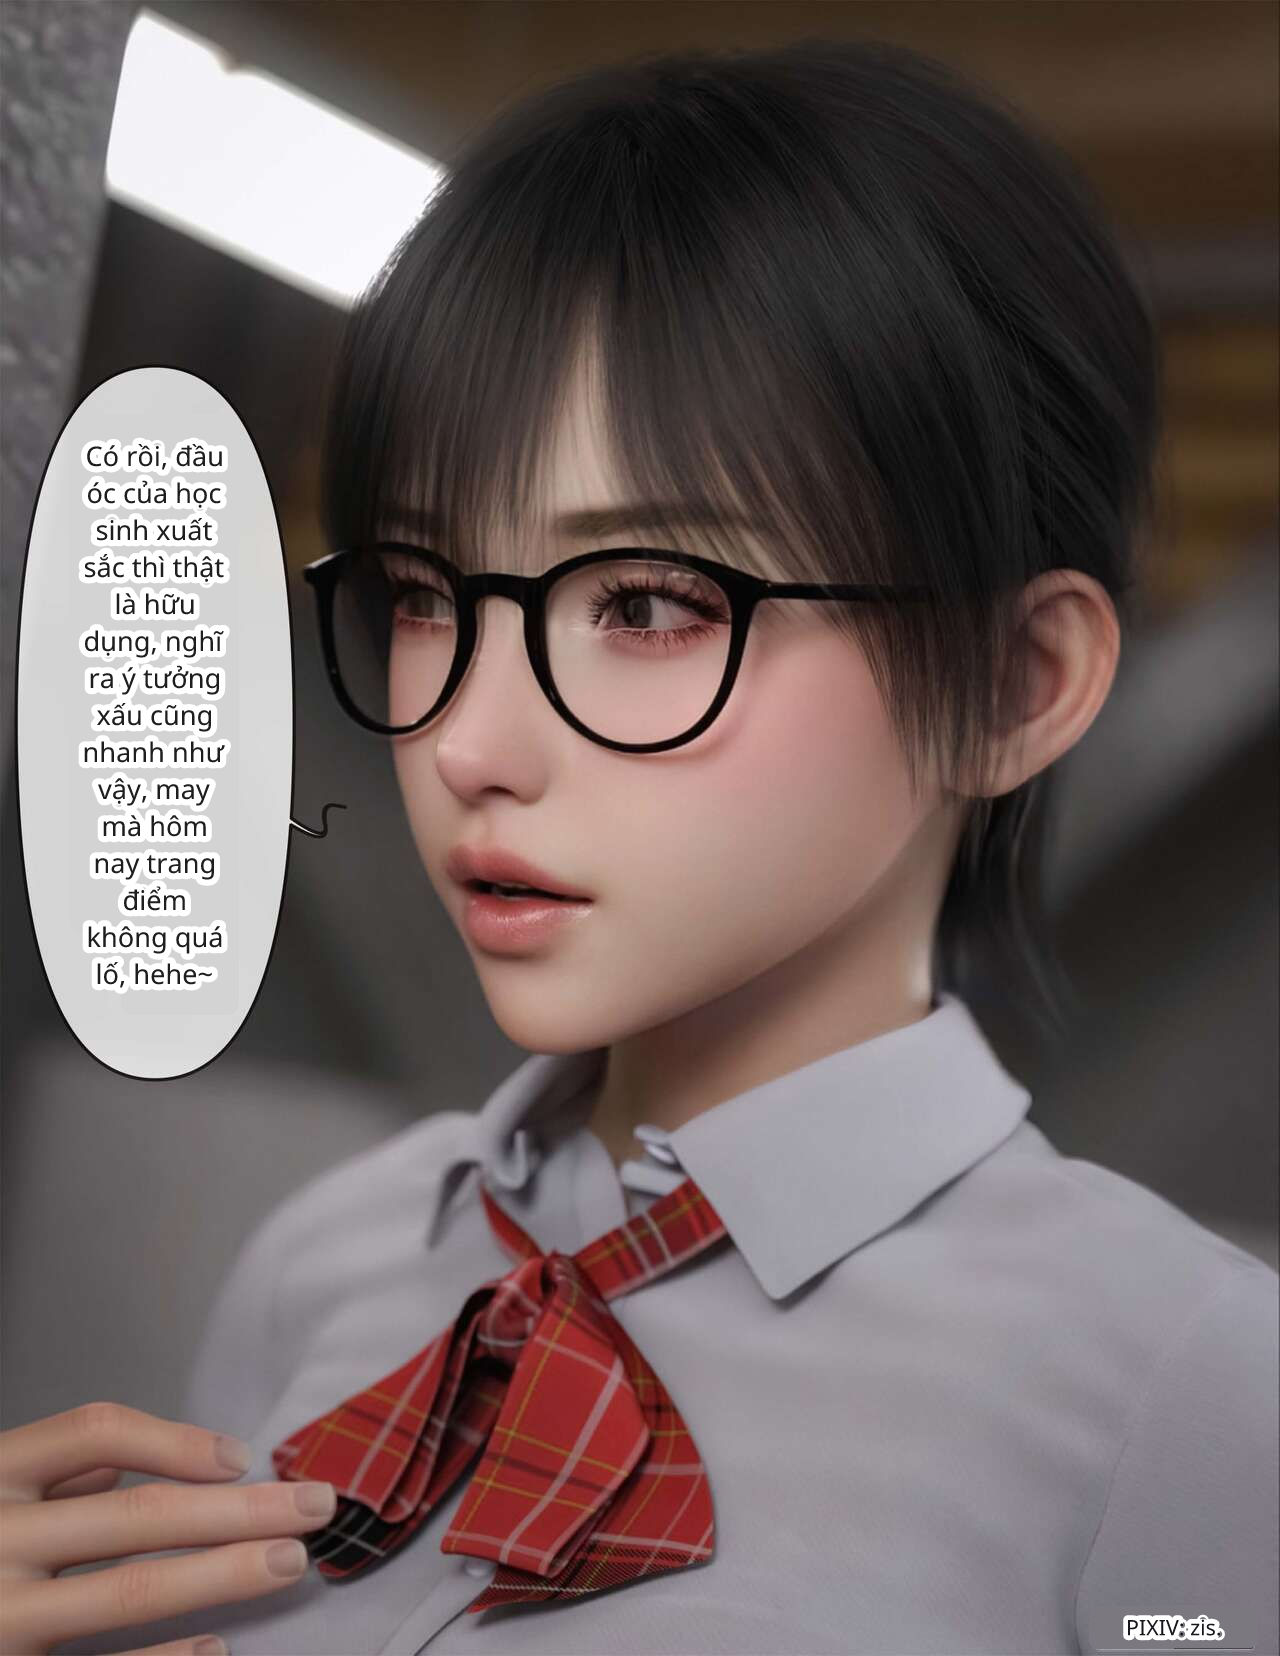 Có rồi, đầu
óc của học
sinh xuất
sắc thì thật
là hữu
dụng, nghĩ
ra ý tưởng
xấu cũng
nhanh như
vậy, may
mà hôm
nay trang
điểm
không quá
lố, hehe~
PIXIV: zis.